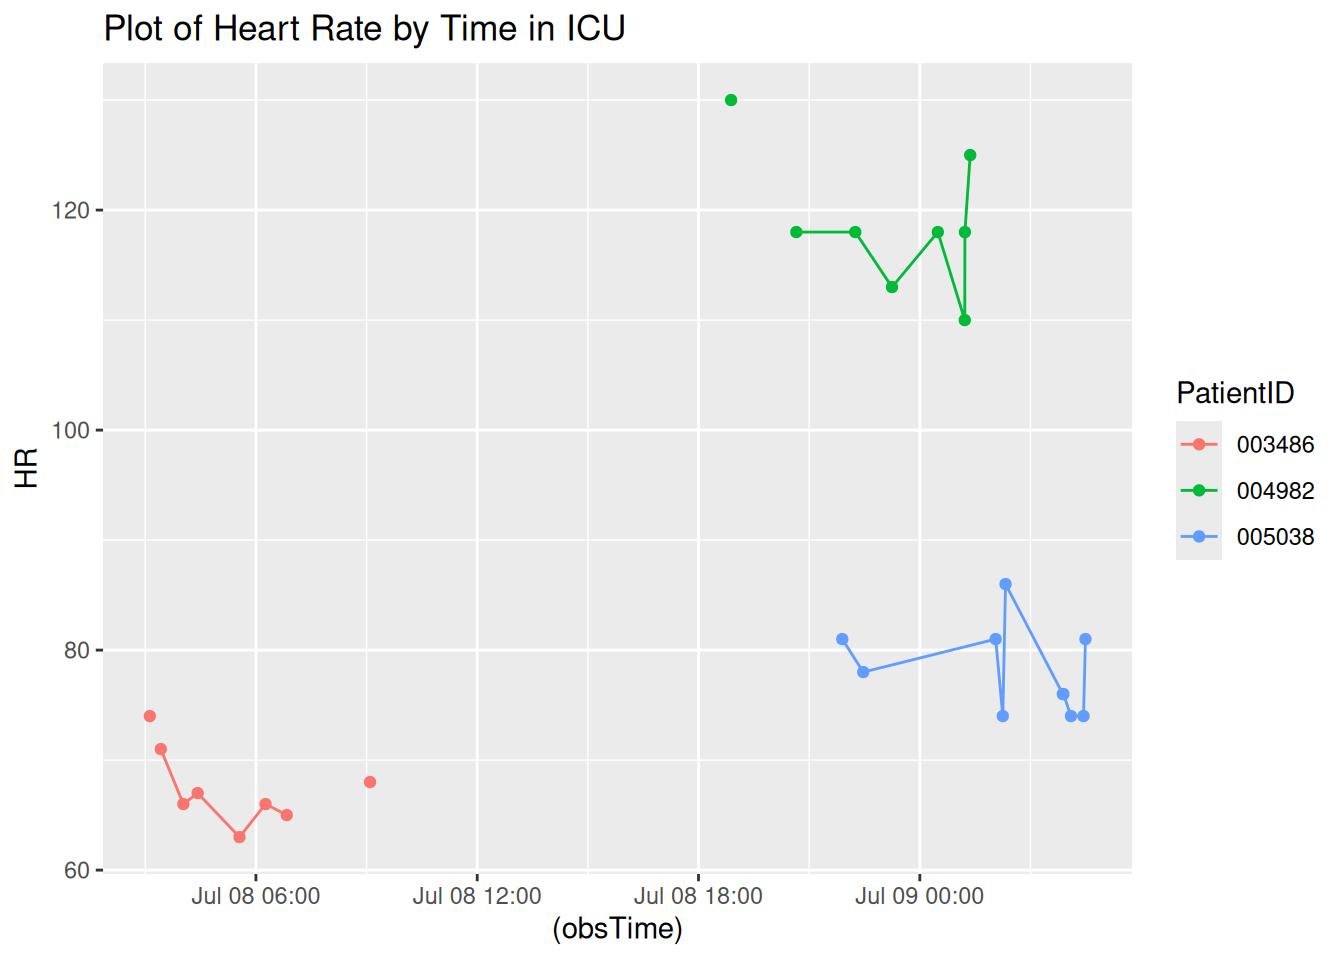 Plot of Heart Rate by Time in ICU
HR
120
100
80
60
Jul 08 06:00
Jul 08 12:00
Jul 08 18:00
Jul 09 00:00
(obsTime)
PatientID
003486
004982
005038